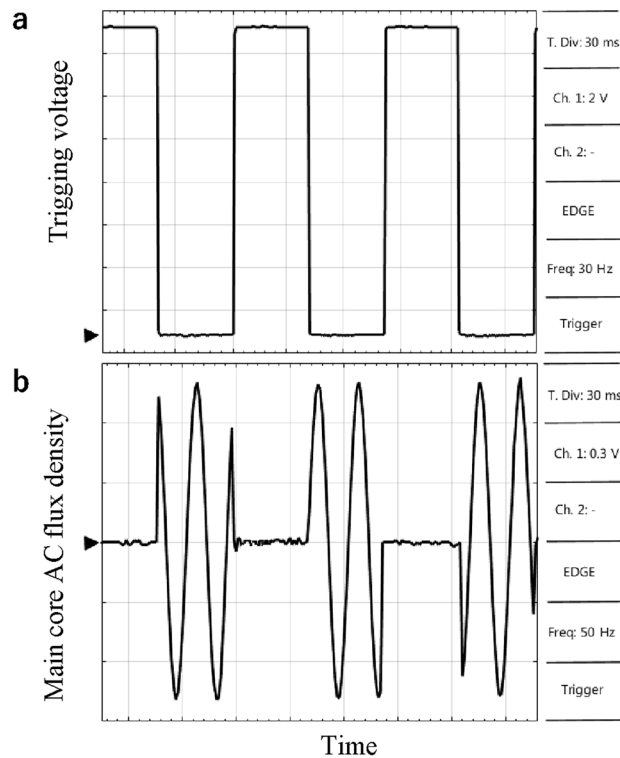 a
Trigging voltage
T. Div: 30 ms
Ch. 1: 2 V
Ch. 2: -
EDGE
Freq: 30 Hz
Trigger
b
Main core AC flux density
T. Div: 30 ms
Ch. 1: 0.3 V
Ch. 2: -
EDGE
Freq: 50 Hz
Trigger
Time